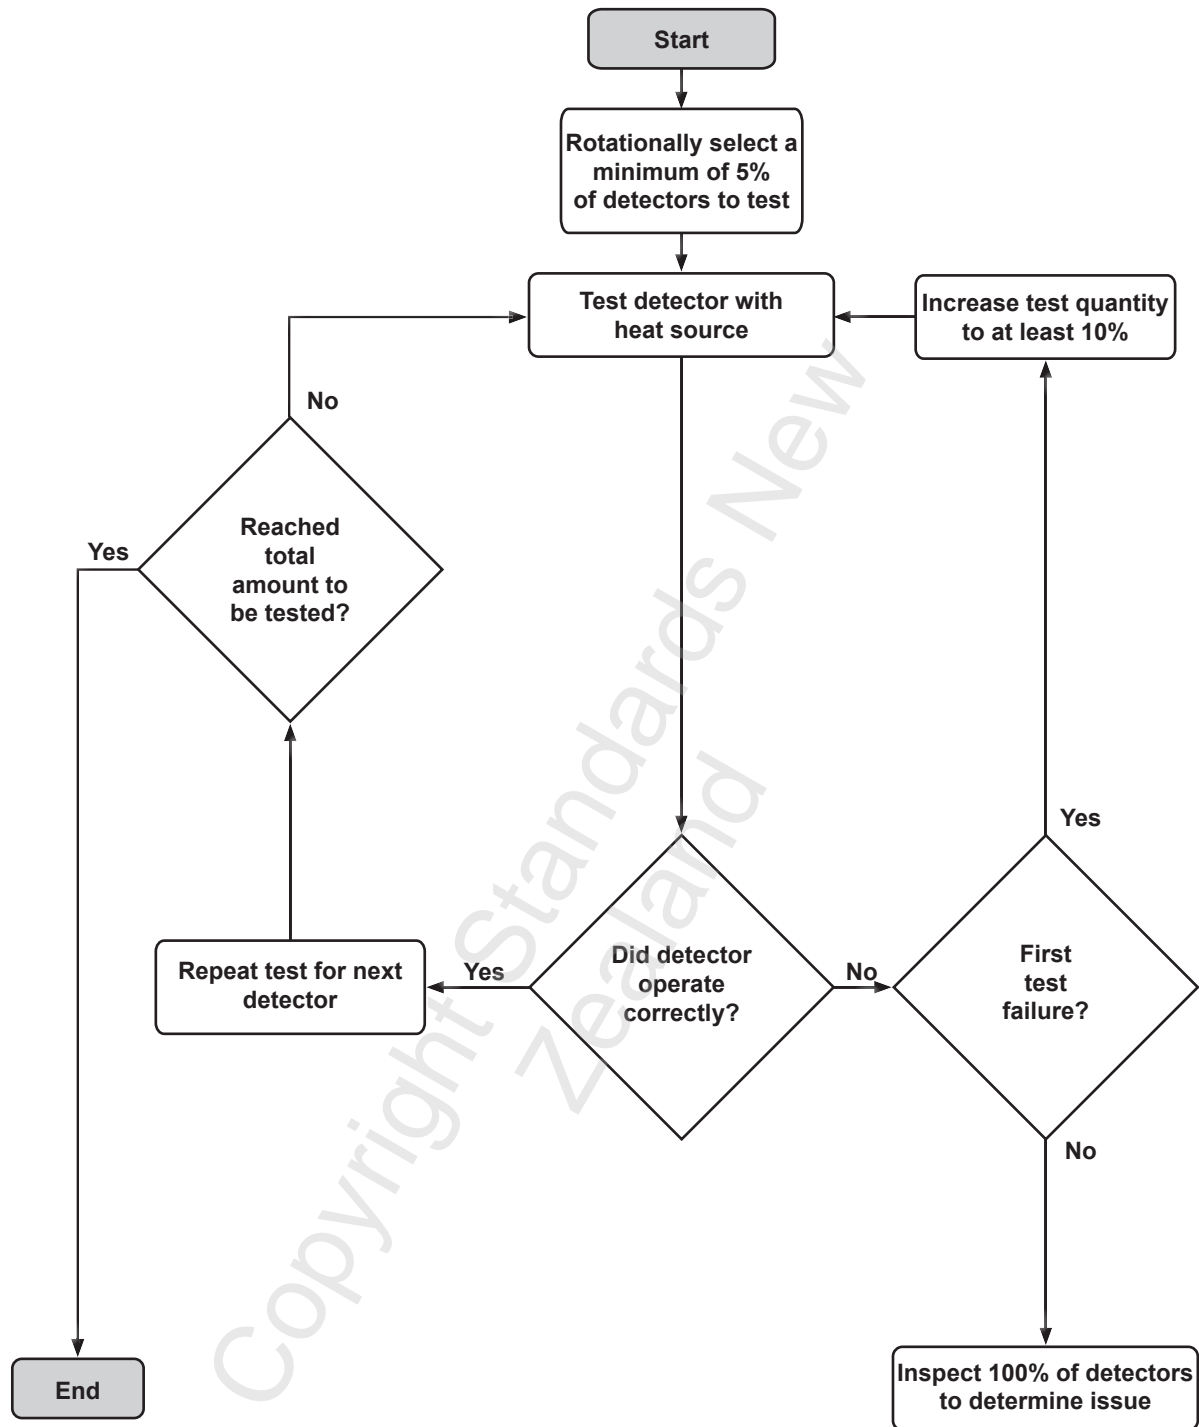 Start
Rotationally select a
minimum of 5%
of detectors to test
Test detector with
heat source
Increase test quantity
to at least 10%
No
Reached
total
amount to
be tested?
Yes
Yes
Repeat test for next
detector
Yes
Did detector
operate
correctly?
No
First
test
failure?
No
End
Inspect 100% of detectors
to determine issue
Copyright Standards New
Zealand